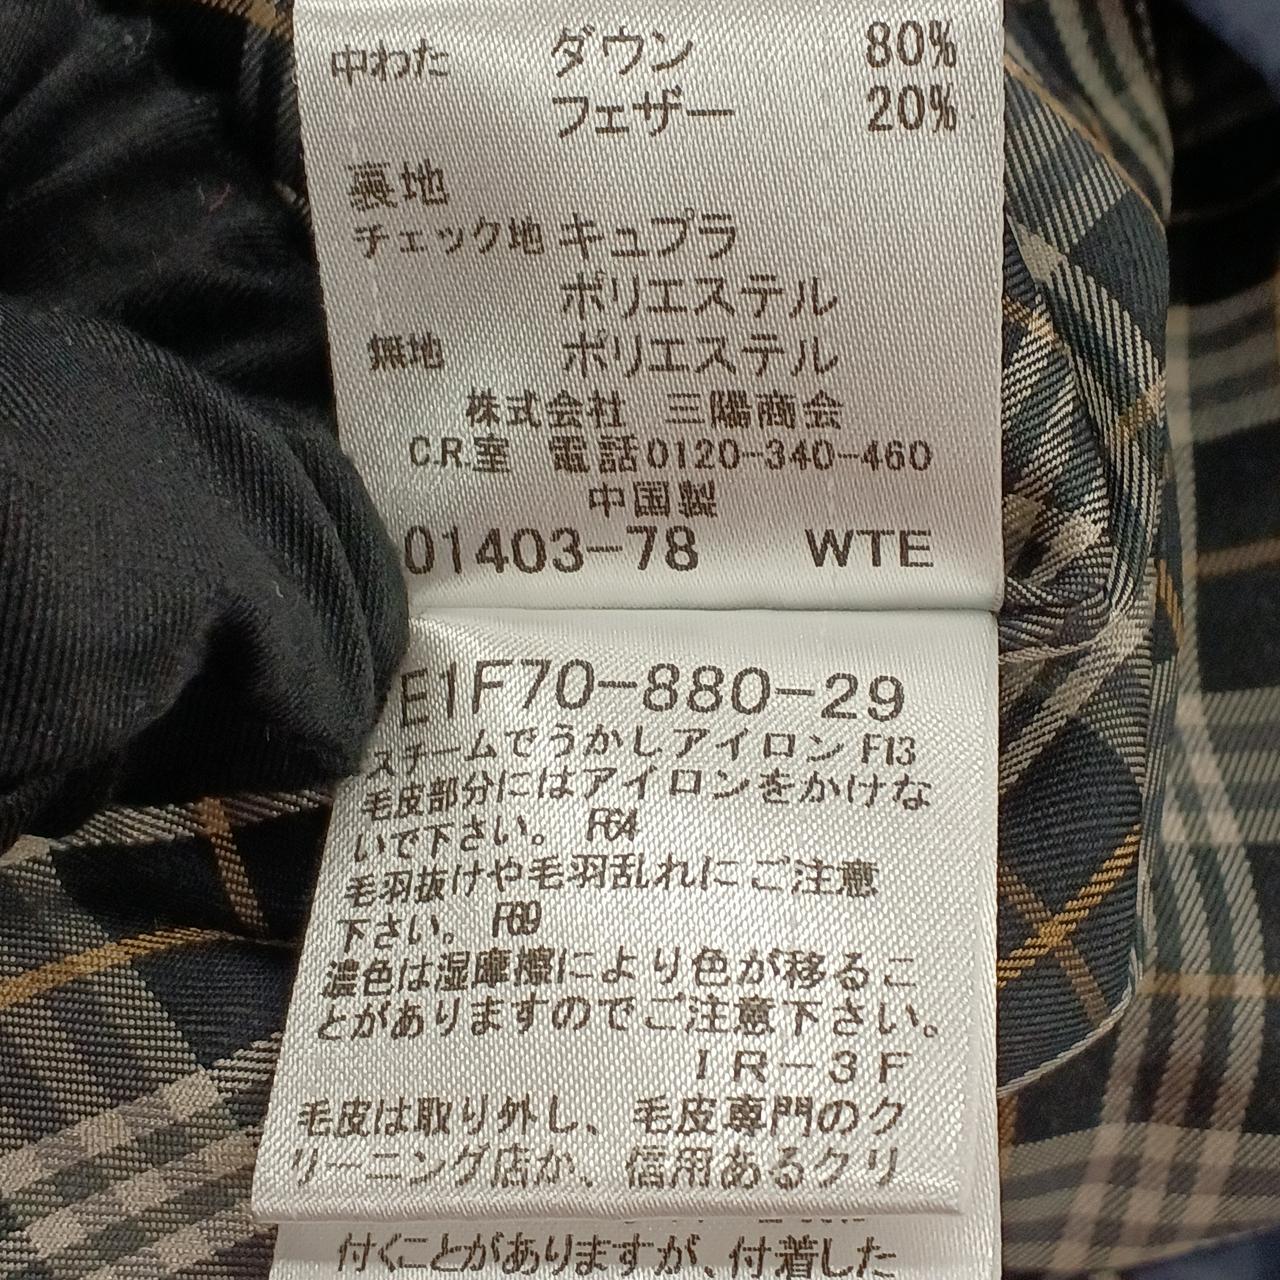 中わた ダウン 80%
フェザー 20%
裏地
チェック地 キュプラ
ポリエステル
無地 ポリエステル
株式会社 三陽商会
C.R.室 電話0120-340-460
中国製
01403-78 WTE
E1F70-880-29
スチームでうかしアイロン F13
毛皮部分にはアイロンをかけな
いで下さい。 F64
毛羽抜けや毛羽乱れにご注意
下さい。 F69
濃色は湿摩擦により色が移るこ
とがありますのでご注意下さい。
IR-3F
毛皮は取り外し、毛皮専門のク
リーニング店か、信用あるクリ
付くことがありますが、付着した